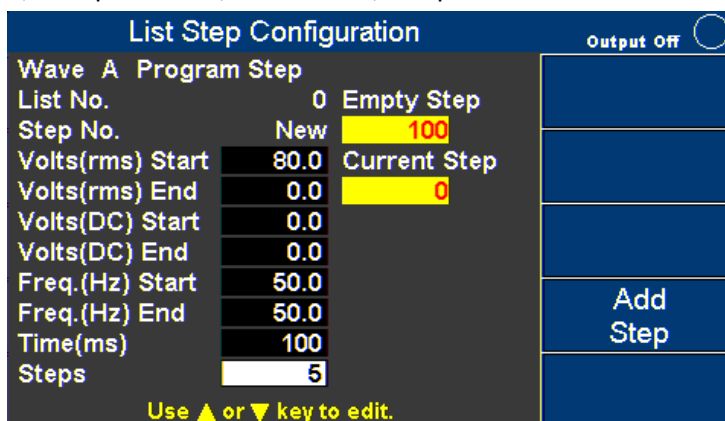 List Step Configuration
Output Off
Wave A Program Step
List No. 0 Empty Step
Step No. New 100
Volts(rms) Start 80.0 Current Step
Volts(rms) End 0.0 0
Volts(DC) Start 0.0
Volts(DC) End 0.0
Freq.(Hz) Start 50.0
Freq.(Hz) End 50.0
Time(ms) 100
Steps 5
Add
Step
Use ▲ or ▼ key to edit.